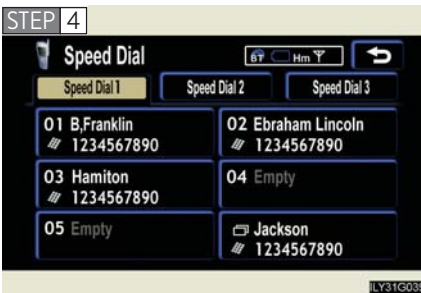 STEP 4
Speed Dial
BT Hm
Speed Dial 1 Speed Dial 2 Speed Dial 3
01 B,Franklin
1234567890
02 Ebraham Lincoln
1234567890
03 Hamiton
1234567890
04 Empty
05 Empty
Jackson
1234567890
ILY31G039